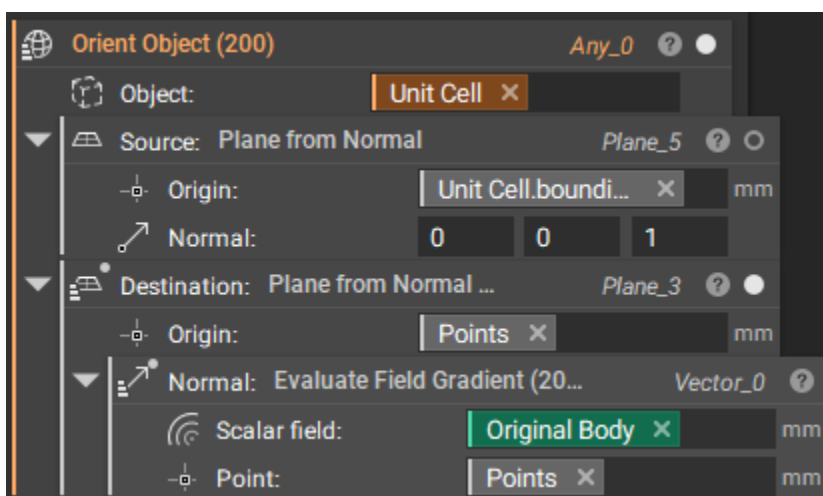 Orient Object (200) Any_0 ?
Object: Unit Cell ×
Source: Plane from Normal Plane_5 ?
Origin: Unit Cell.boundi... × mm
Normal: 0 0 1
Destination: Plane from Normal ... Plane_3 ?
Origin: Points × mm
Normal: Evaluate Field Gradient (20... Vector_0 ?
Scalar field: Original Body × mm
Point: Points × mm